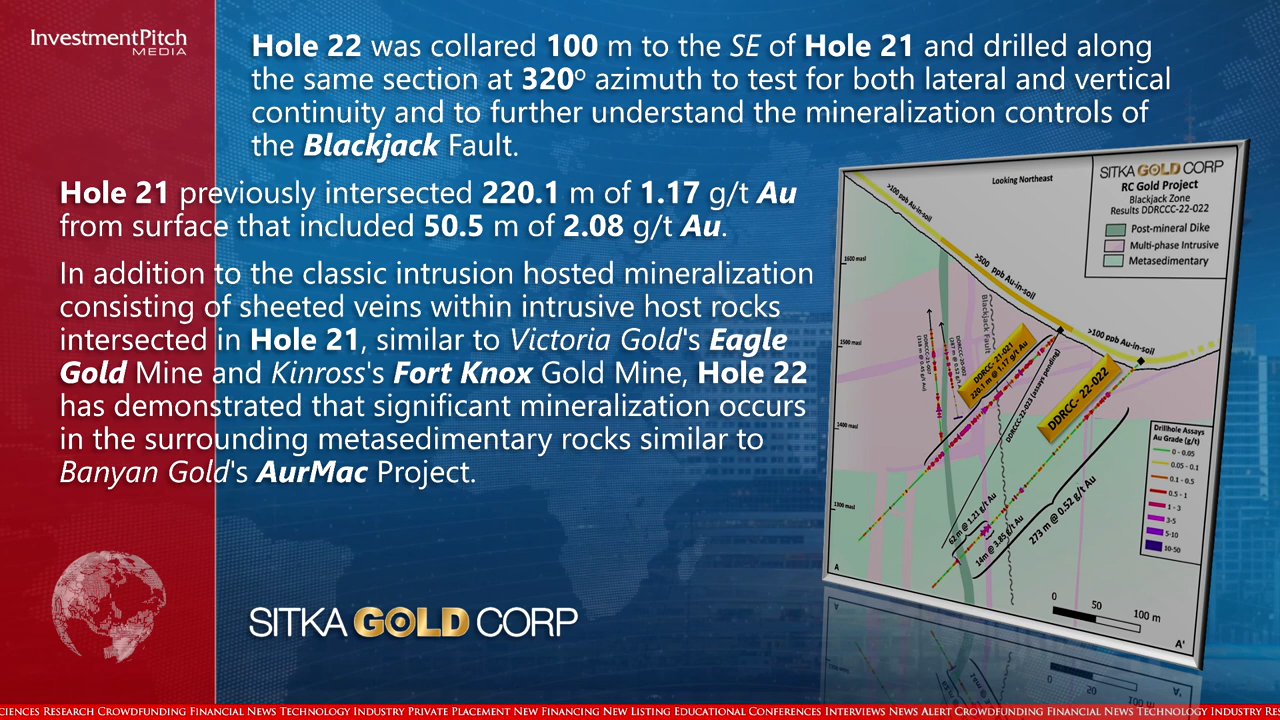 InvestmentPitch
MEDIA
Hole 22 was collared 100 m to the SE of Hole 21 and drilled along
the same section at 320º azimuth to test for both lateral and vertical
continuity and to further understand the mineralization controls of
the Blackjack Fault.
Hole 21 previously intersected 220.1 m of 1.17 g/t Au
from surface that included 50.5 m of 2.08 g/t Au.
In addition to the classic intrusion hosted mineralization
consisting of sheeted veins within intrusive host rocks
intersected in Hole 21, similar to Victoria Gold's Eagle
Gold Mine and Kinross's Fort Knox Gold Mine, Hole 22
has demonstrated that significant mineralization occurs
in the surrounding metasedimentary rocks similar to
Banyan Gold's AurMac Project.
SITKA GOLD CORP
Looking Northeast
SITKA GOLD CORP
RC Gold Project
Blackjack Zone
Results DDRCCC-22-022
Post-mineral Dike
Multi-phase Intrusive
Metasedimentary
>100 ppb Au-in-soil
>500 ppb Au-in-soil
>100 ppb Au-in-soil
1600 masl
1500 masl
1400 masl
1300 masl
Blackjack Fault
DDRCC-21-021
220.1 m @ 1.17 g/t Au
DDRCCC-22-023 (assays pending)
DDRCC- 22-022
62 m @ 1.21 g/t Au
14m @ 3.85 g/t Au
273 m @ 0.52 g/t Au
Drillhole Assays
Au Grade (g/t)
0 - 0.05
0.05 - 0.1
0.1 - 0.5
0.5 - 1
1 - 3
3-5
5-10
10-50
0 50 100 m
A A'
CIENCES RESEARCH CROWDFUNDING FINANCIAL NEWS TECHNOLOGY INDUSTRY PRIVATE PLACEMENT NEW FINANCING NEW LISTING EDUCATIONAL CONFERENCES INTERVIEWS NEWS ALERT CROWDFUNDING FINANCIAL NEWS TECHNOLOGY INDUSTRY RES